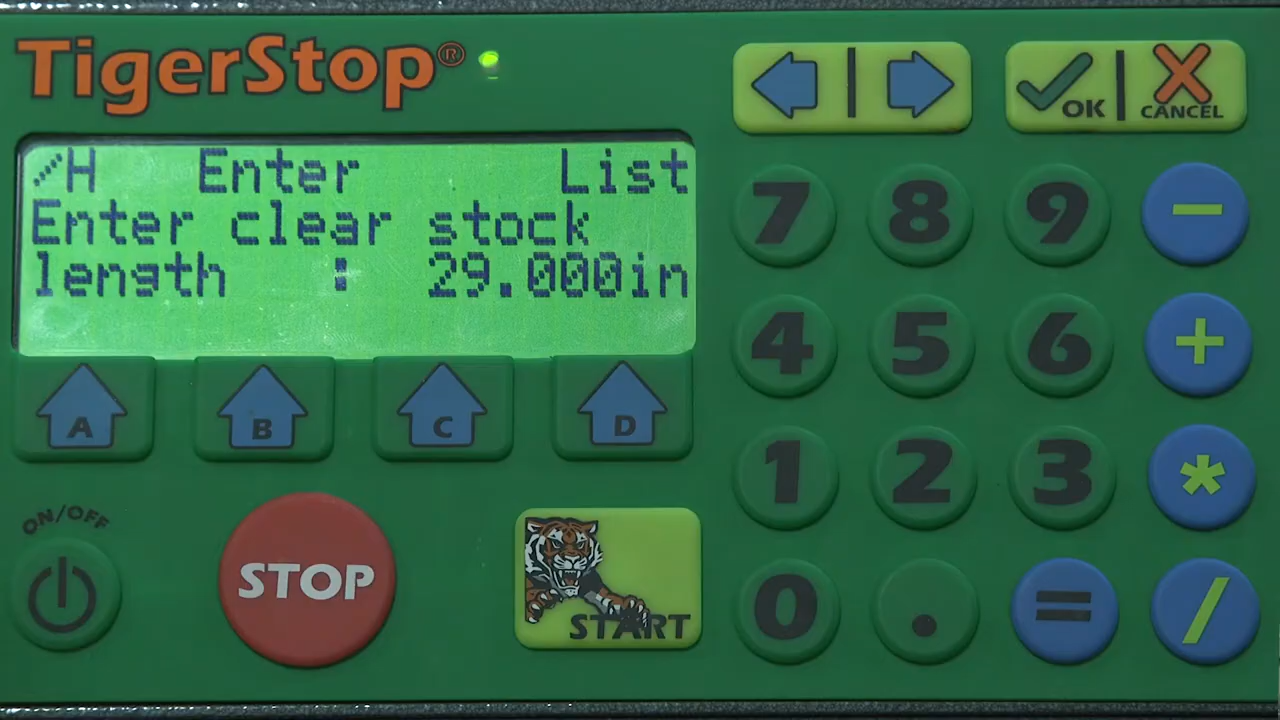 TigerStop®
/H Enter List
Enter clear stock
length : 29.000in
A B C D
ON/OFF
STOP
START
OK CANCEL
7 8 9 -
4 5 6 +
1 2 3 *
0 . = /